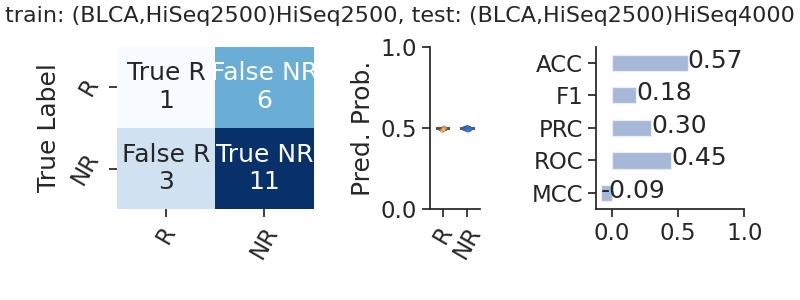 train: (BLCA,HiSeq2500)HiSeq2500, test: (BLCA,HiSeq2500)HiSeq4000
True Label
R
NR
True R
1
False NR
6
False R
3
True NR
11
R
NR
Pred. Prob.
1.0
0.5
0.0
R
NR
ACC
0.57
F1
0.18
PRC
0.30
ROC
0.45
MCC
-0.09
0.0
0.5
1.0